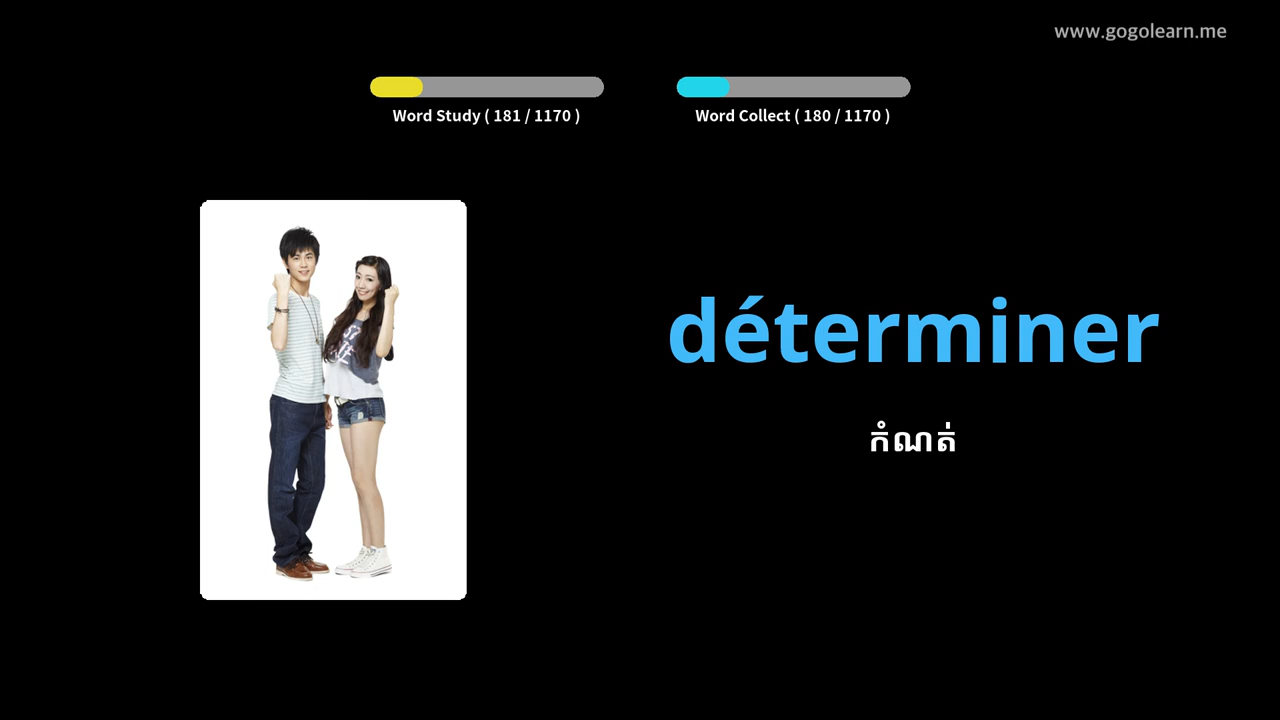 www.gogolearn.me
Word Study ( 181 / 1170 )
Word Collect ( 180 / 1170 )
déterminer
កំណត់